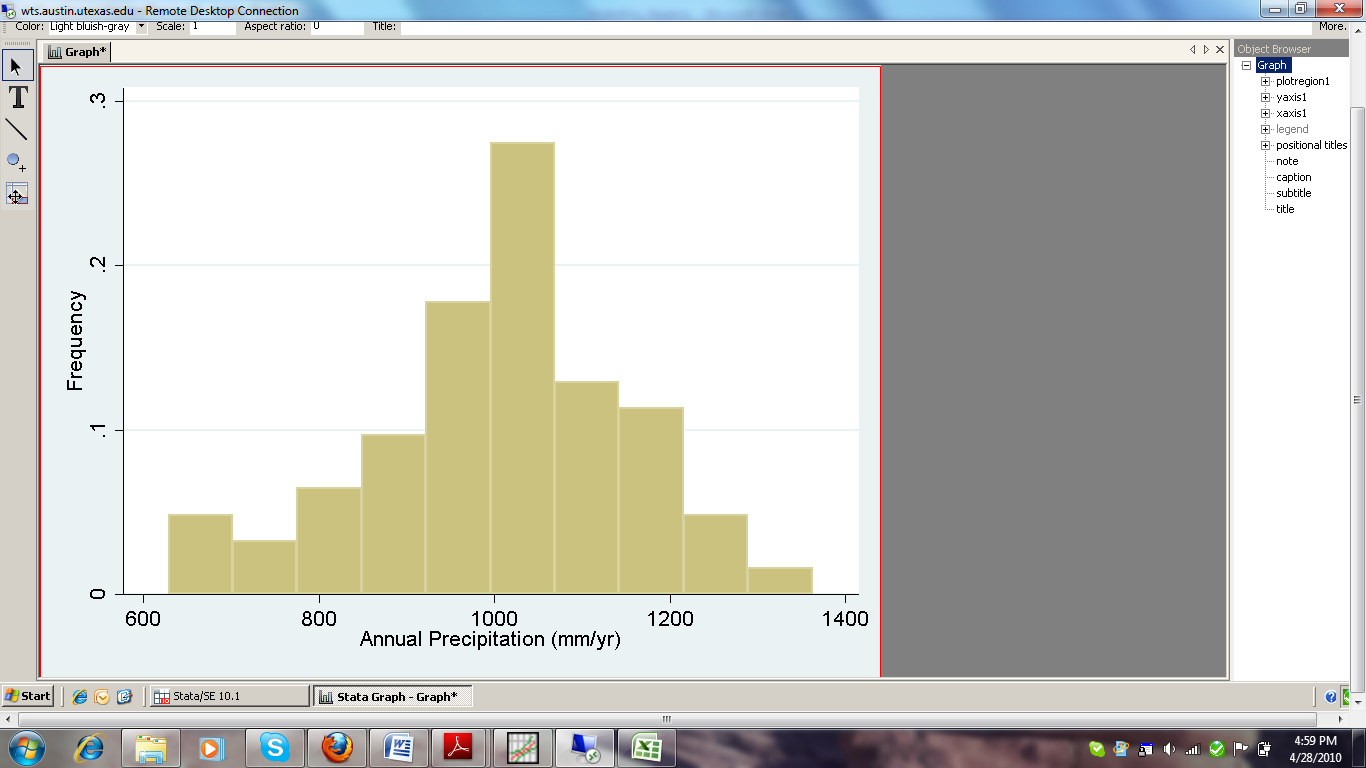 wts.austin.utexas.edu - Remote Desktop Connection
Color: Light bluish-gray Scale: 1 Aspect ratio: 0 Title: More.
Graph*
Object Browser
Graph
plotregion1
yaxis1
xaxis1
legend
positional titles
note
caption
subtitle
title
T
.3
.2
.1
0
Frequency
600 800 1000 1200 1400
Annual Precipitation (mm/yr)
Start
Stata/SE 10.1
Stata Graph - Graph*
4:59 PM
4/28/2010